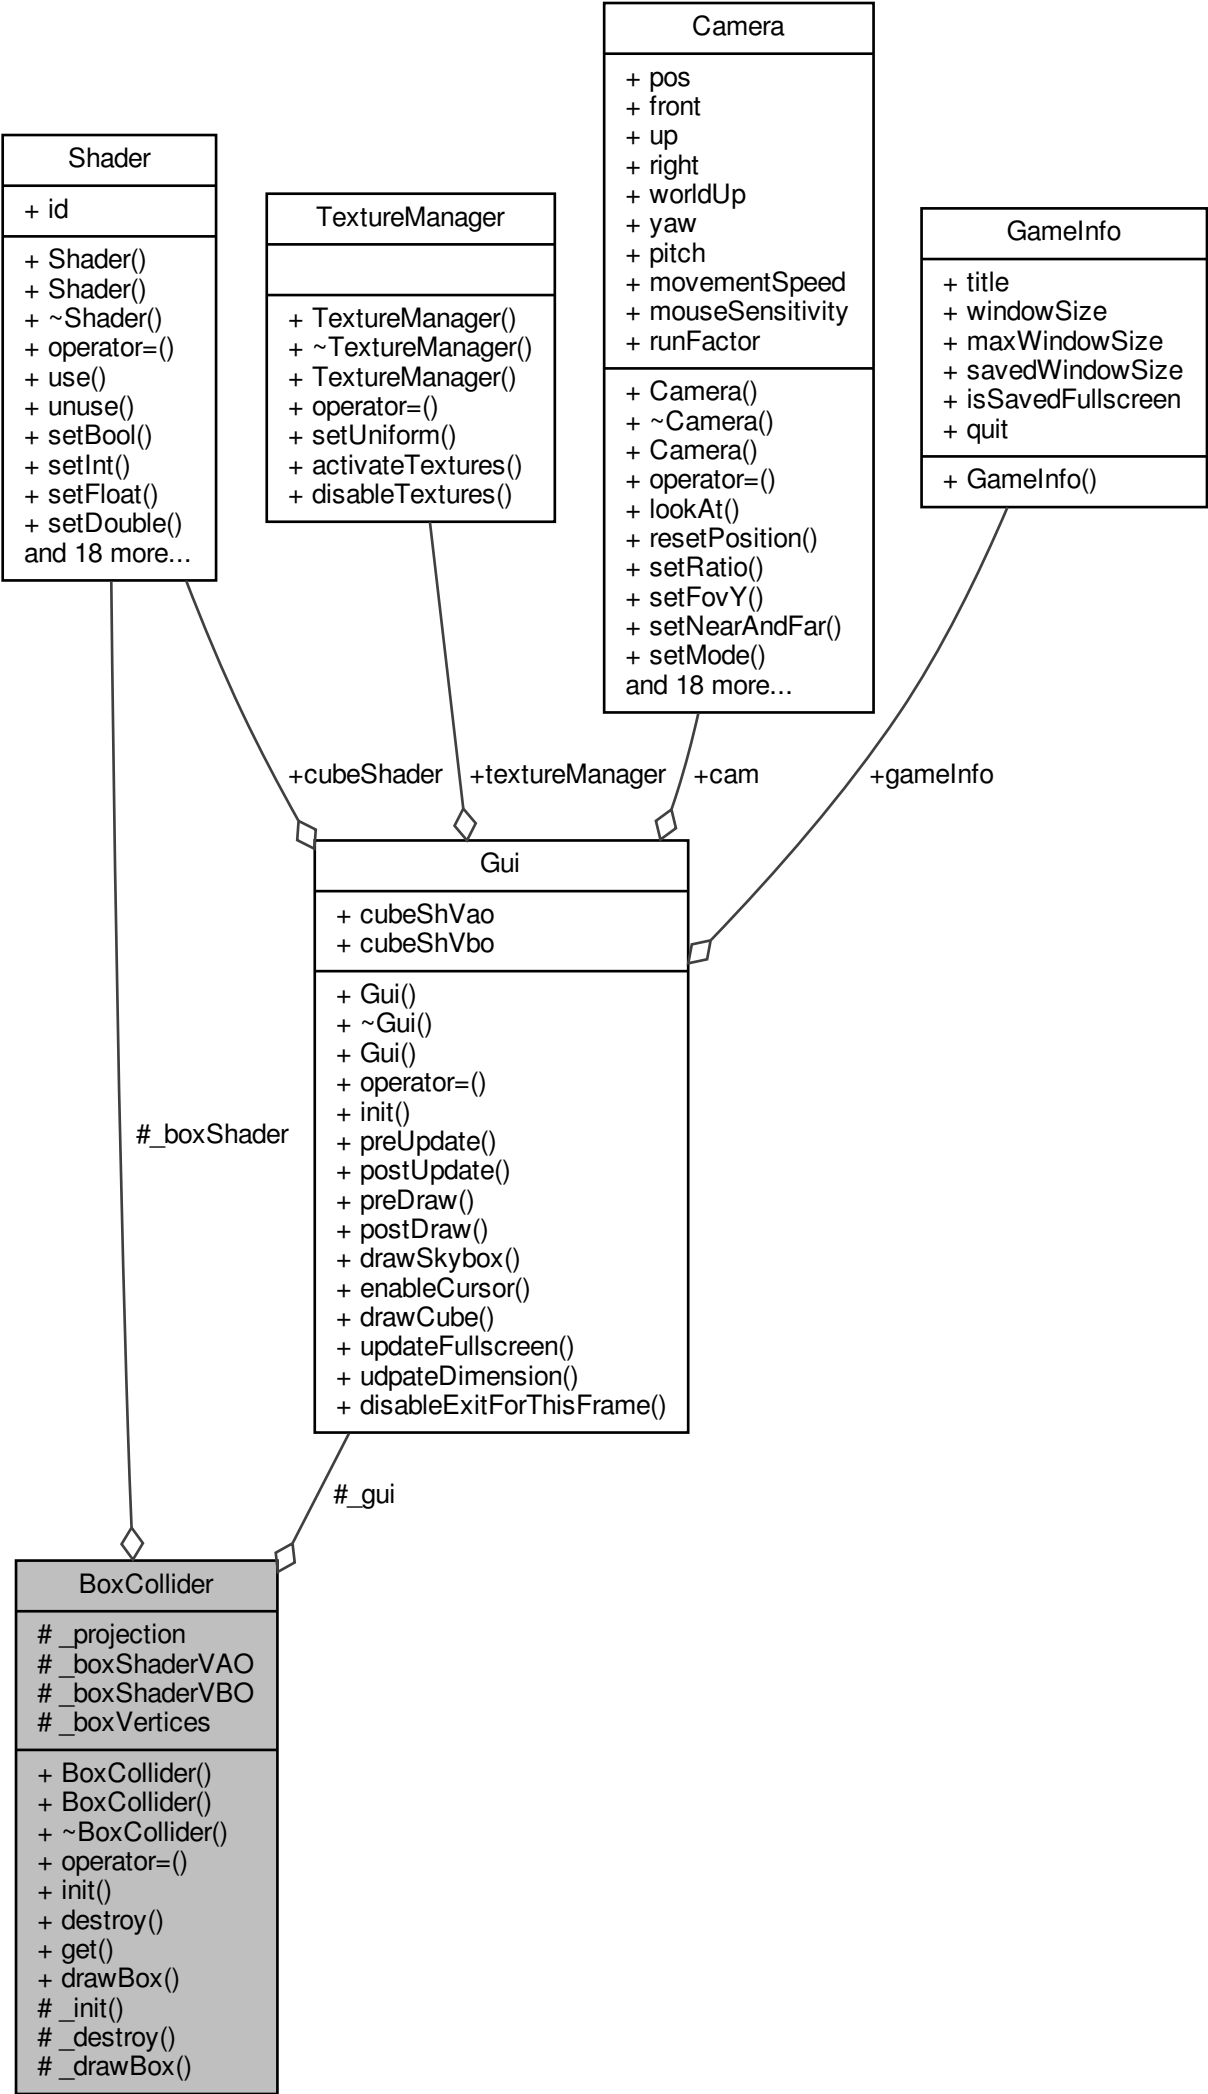 Camera
+ pos
+ front
+ up
+ right
+ worldUp
+ yaw
+ pitch
+ movementSpeed
+ mouseSensitivity
+ runFactor
+ Camera()
+ ~Camera()
+ Camera()
+ operator=()
+ lookAt()
+ resetPosition()
+ setRatio()
+ setFovY()
+ setNearAndFar()
+ setMode()
and 18 more...
Shader
+ id
+ Shader()
+ Shader()
+ ~Shader()
+ operator=()
+ use()
+ unuse()
+ setBool()
+ setInt()
+ setFloat()
+ setDouble()
and 18 more...
TextureManager
+ TextureManager()
+ ~TextureManager()
+ TextureManager()
+ operator=()
+ setUniform()
+ activateTextures()
+ disableTextures()
GameInfo
+ title
+ windowSize
+ maxWindowSize
+ savedWindowSize
+ isSavedFullscreen
+ quit
+ GameInfo()
+cubeShader
+textureManager
+cam
+gameInfo
Gui
+ cubeShVao
+ cubeShVbo
+ Gui()
+ ~Gui()
+ Gui()
+ operator=()
+ init()
+ preUpdate()
+ postUpdate()
+ preDraw()
+ postDraw()
+ drawSkybox()
+ enableCursor()
+ drawCube()
+ updateFullscreen()
+ udpateDimension()
+ disableExitForThisFrame()
#_boxShader
#_gui
BoxCollider
# _projection
# _boxShaderVAO
# _boxShaderVBO
# _boxVertices
+ BoxCollider()
+ BoxCollider()
+ ~BoxCollider()
+ operator=()
+ init()
+ destroy()
+ get()
+ drawBox()
# _init()
# _destroy()
# _drawBox()